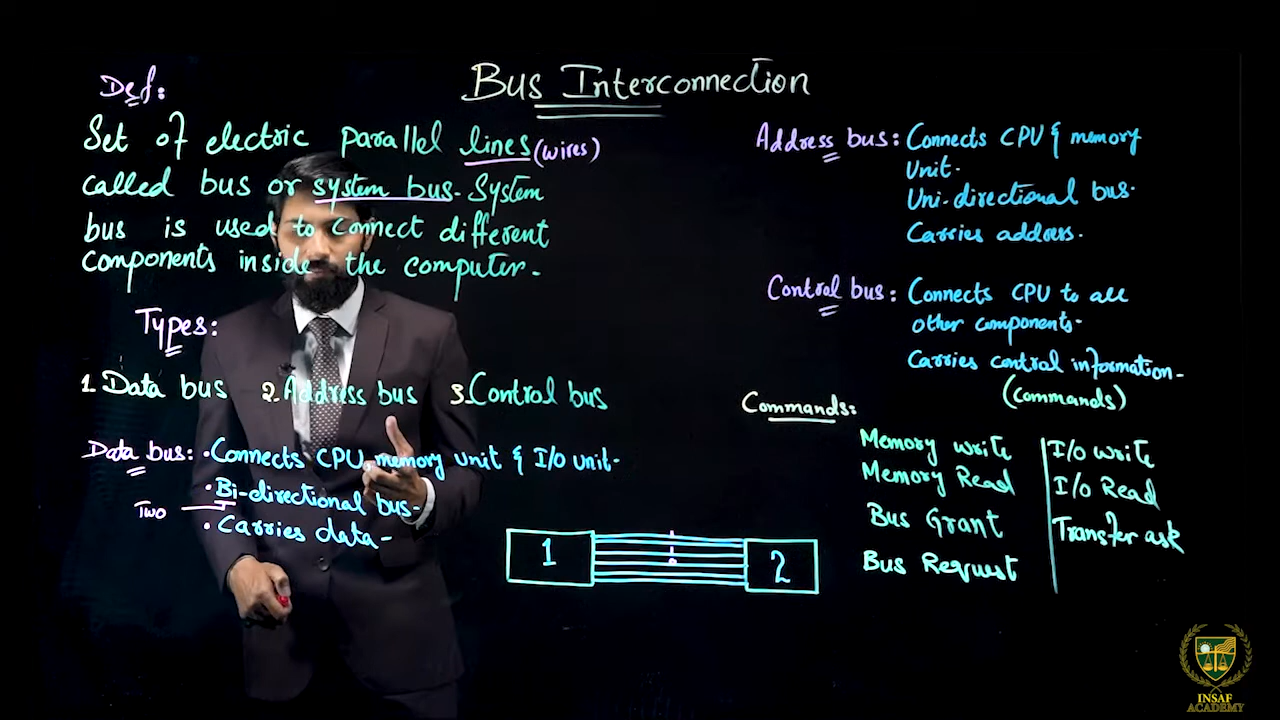 Bus Interconnection
Def:
Set of electric parallel lines (wires)
called bus or system bus. System
bus is used to connect different
components inside the computer.
Types:
1. Data bus 2. Address bus 3. Control bus
Data bus: • Connects CPU, memory unit & I/O unit.
• Bi-directional bus.
Two
• Carries data.
1
2
Address bus: Connects CPU & memory
Unit.
Uni-directional bus.
Carries address.
Control bus: Connects CPU to all
other components.
Carries control information.
(commands)
Commands:
Memory write I/O write
Memory Read I/O Read
Bus Grant Transfer ask
Bus Request
INSAF
ACADEMY